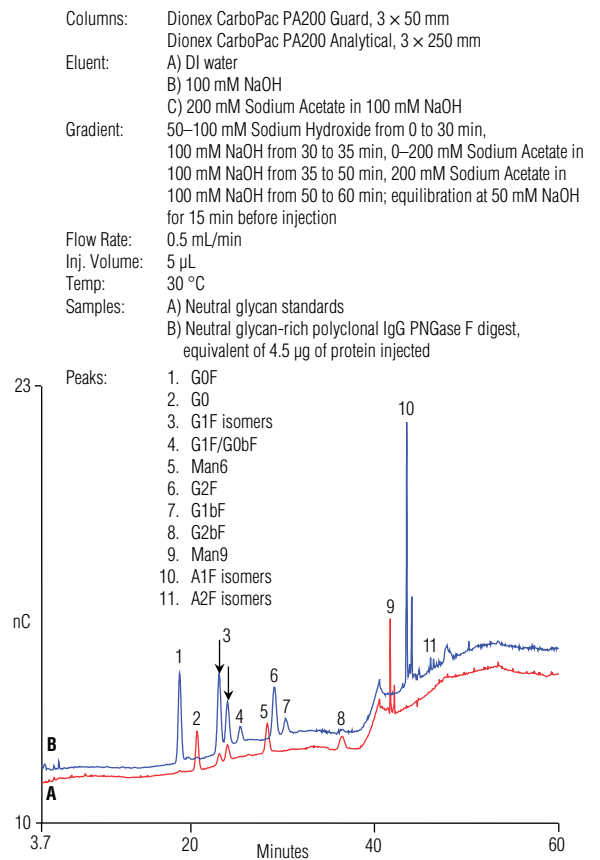 Columns: Dionex CarboPac PA200 Guard, 3 × 50 mm
Dionex CarboPac PA200 Analytical, 3 × 250 mm
Eluent: A) DI water
B) 100 mM NaOH
C) 200 mM Sodium Acetate in 100 mM NaOH
Gradient: 50–100 mM Sodium Hydroxide from 0 to 30 min,
100 mM NaOH from 30 to 35 min, 0–200 mM Sodium Acetate in
100 mM NaOH from 35 to 50 min, 200 mM Sodium Acetate in
100 mM NaOH from 50 to 60 min; equilibration at 50 mM NaOH
for 15 min before injection
Flow Rate: 0.5 mL/min
Inj. Volume: 5 µL
Temp: 30 °C
Samples: A) Neutral glycan standards
B) Neutral glycan-rich polyclonal IgG PNGase F digest,
equivalent of 4.5 µg of protein injected
Peaks: 1. G0F
2. G0
3. G1F isomers
4. G1F/G0bF
5. Man6
6. G2F
7. G1bF
8. G2bF
9. Man9
10. A1F isomers
11. A2F isomers
23
nC
10
3.7
20
40
60
Minutes
B
A
1
2
3
4
5
6
7
8
9
10
11